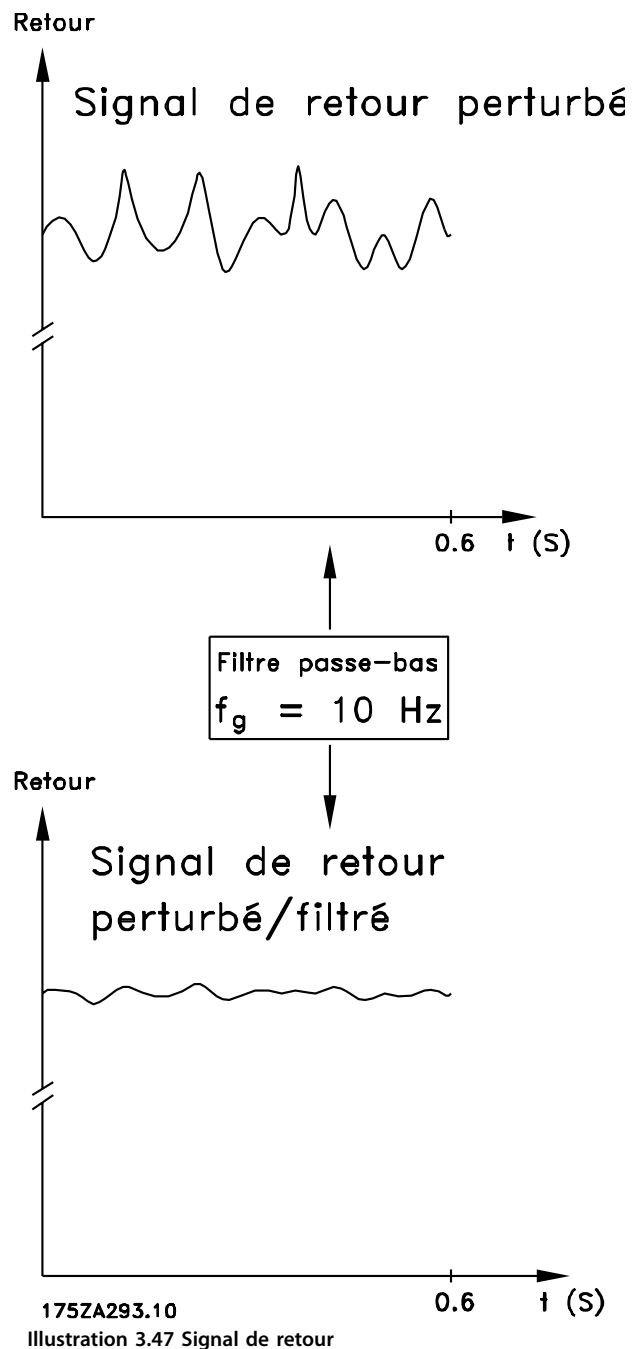 Retour
Signal de retour perturbé
0.6 t (S)
Filtre passe-bas
fg = 10 Hz
Retour
Signal de retour
perturbé/filtré
0.6 t (S)
175ZA293.10
Illustration 3.47 Signal de retour